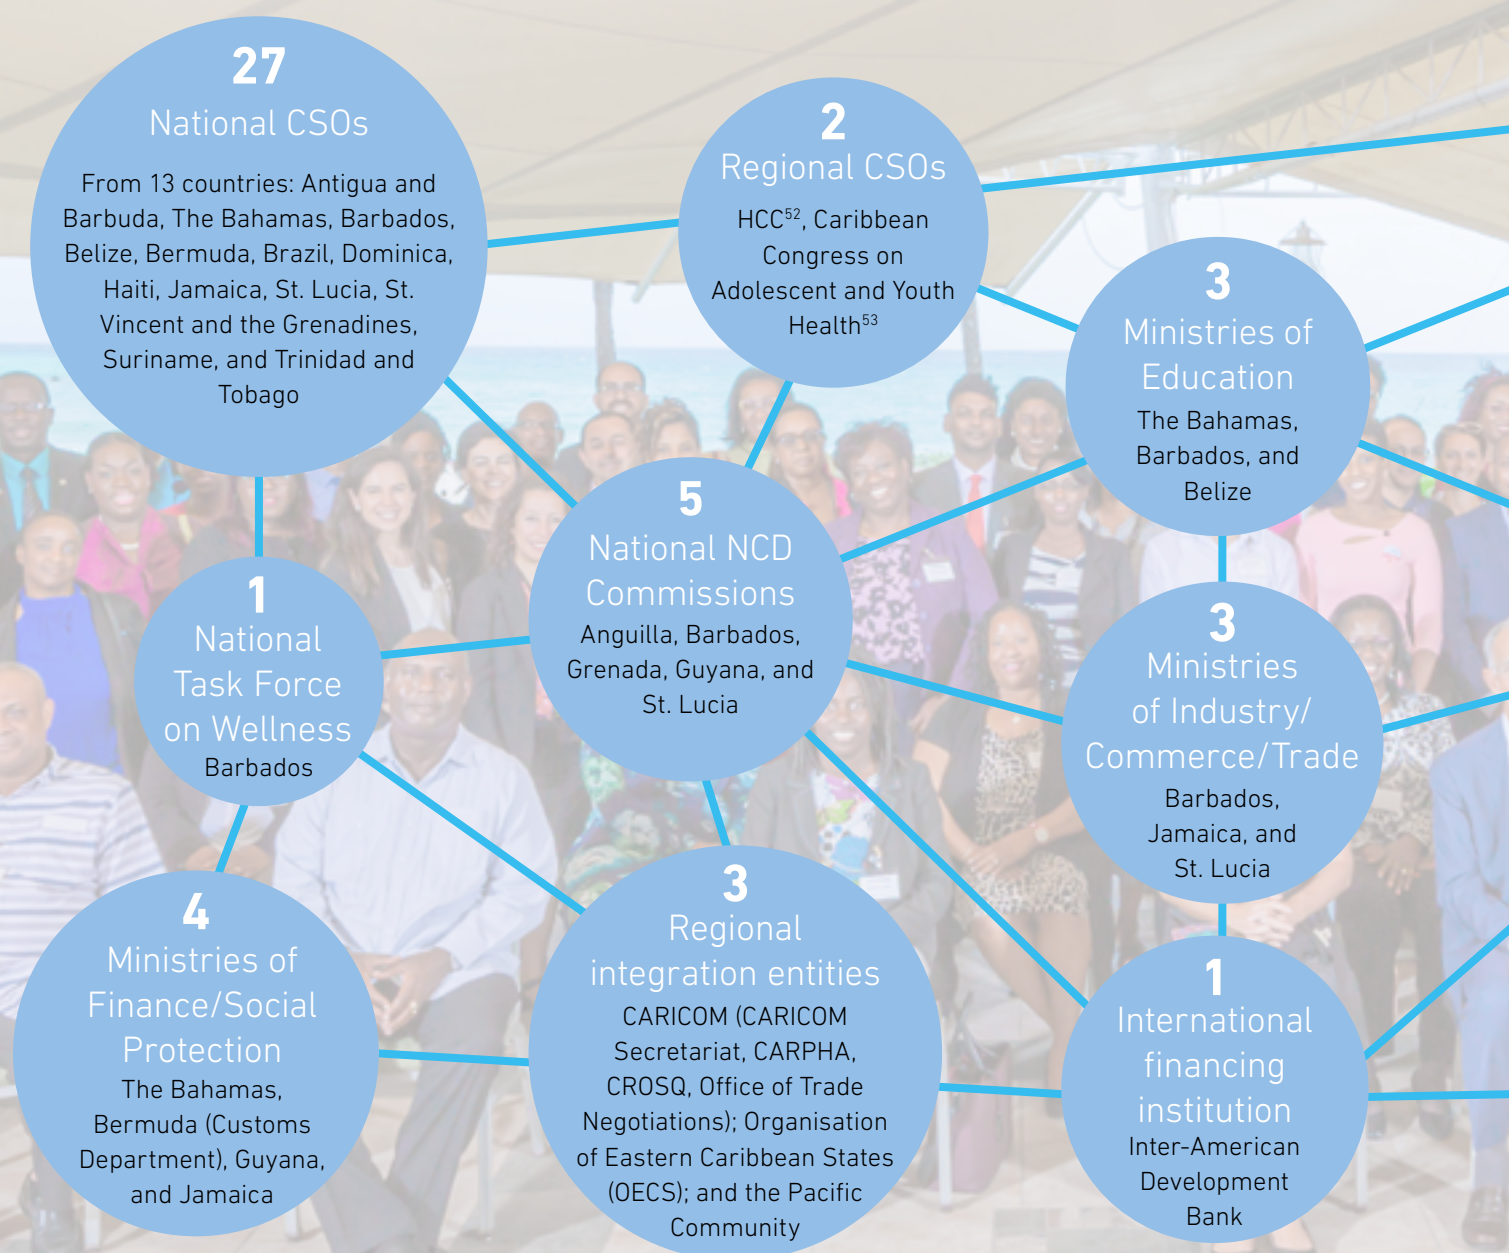 27
National CSOs
From 13 countries: Antigua and
Barbuda, The Bahamas, Barbados,
Belize, Bermuda, Brazil, Dominica,
Haiti, Jamaica, St. Lucia, St.
Vincent and the Grenadines,
Suriname, and Trinidad and
Tobago
2
Regional CSOs
HCC52, Caribbean
Congress on
Adolescent and Youth
Health53
3
Ministries of
Education
The Bahamas,
Barbados, and
Belize
5
National NCD
Commissions
Anguilla, Barbados,
Grenada, Guyana, and
St. Lucia
1
National
Task Force
on Wellness
Barbados
3
Ministries
of Industry/
Commerce/Trade
Barbados,
Jamaica, and
St. Lucia
4
Ministries of
Finance/Social
Protection
The Bahamas,
Bermuda (Customs
Department), Guyana,
and Jamaica
3
Regional
integration entities
CARICOM (CARICOM
Secretariat, CARPHA,
CROSQ, Office of Trade
Negotiations); Organisation
of Eastern Caribbean States
(OECS); and the Pacific
Community
1
International
financing
institution
Inter-American
Development
Bank